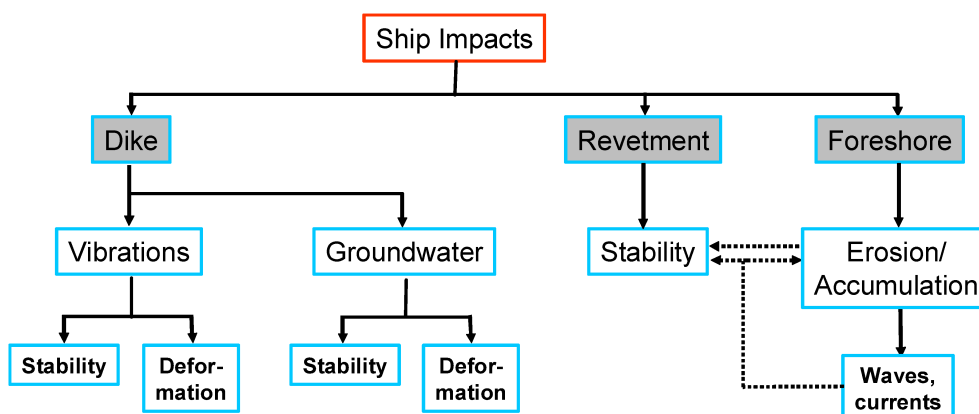 Ship Impacts
Dike
Revetment
Foreshore
Vibrations
Groundwater
Stability
Erosion/
Accumulation
Stability
Defor-
mation
Stability
Defor-
mation
Waves,
currents